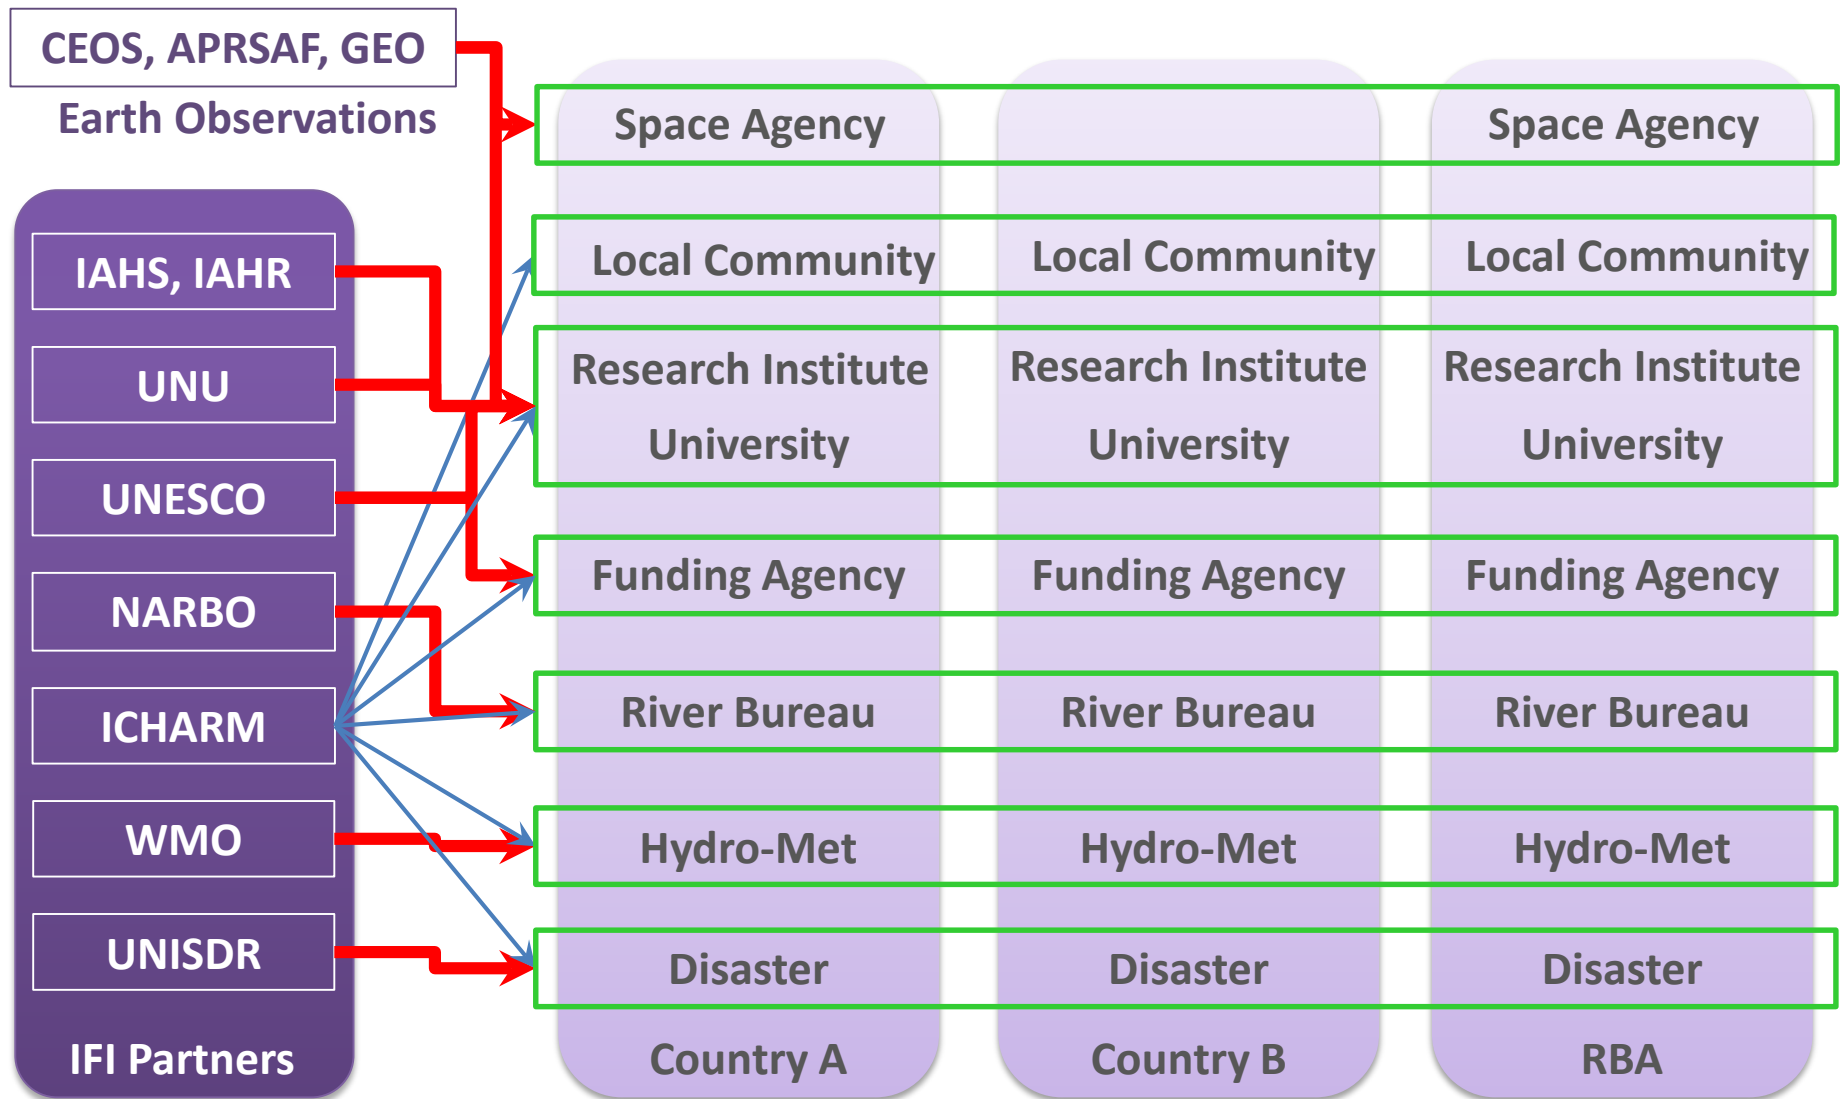 CEOS, APRSAF, GEO
Earth Observations
IAHS, IAHR
UNU
UNESCO
NARBO
ICHARM
WMO
UNISDR
IFI Partners
Space Agency
Space Agency
Local Community
Local Community
Local Community
Research Institute
Research Institute
Research Institute
University
University
University
Funding Agency
Funding Agency
Funding Agency
River Bureau
River Bureau
River Bureau
Hydro-Met
Hydro-Met
Hydro-Met
Disaster
Disaster
Disaster
Country A
Country B
RBA